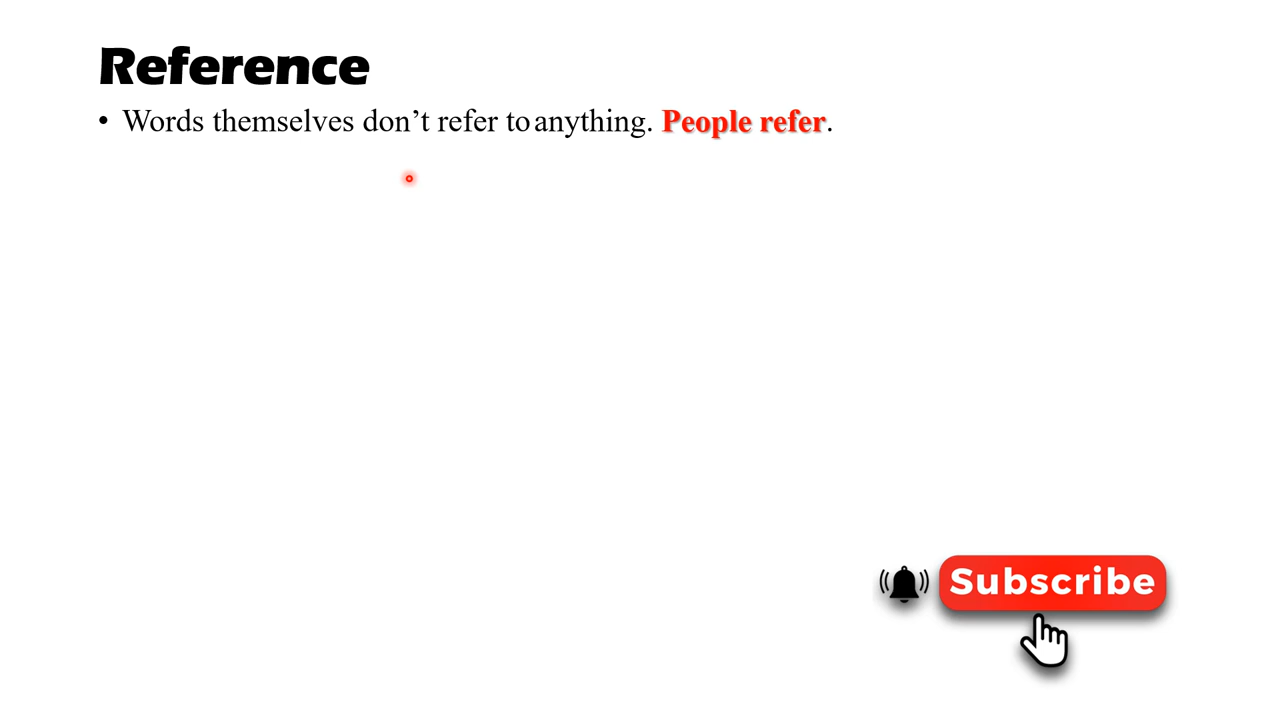 Reference
• Words themselves don’t refer to anything. People refer.
Subscribe